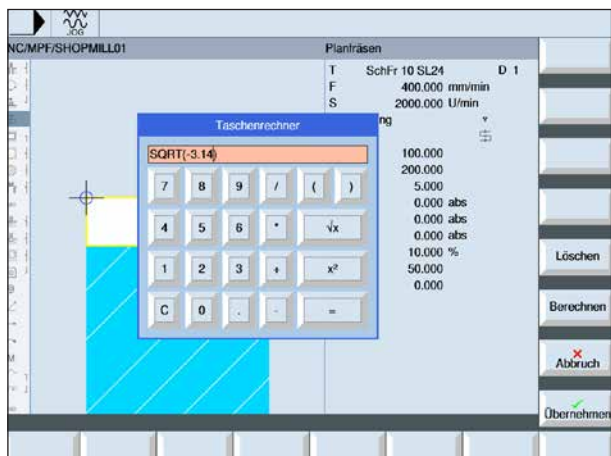 JOG
NC/MPF/SHOPMILL01
Planfräsen
T SchFr 10 SL24 D 1
F 400.000 mm/min
S 2000.000 U/min
ng
Taschenrechner
SQRT(-3.14)
7 8 9 / ( )
4 5 6 * √x
1 2 3 + x²
C 0 . - =
100.000
200.000
5.000
0.000 abs
0.000 abs
0.000 abs
10.000 %
50.000
0.000
Löschen
Berechnen
Abbruch
Übernehmen